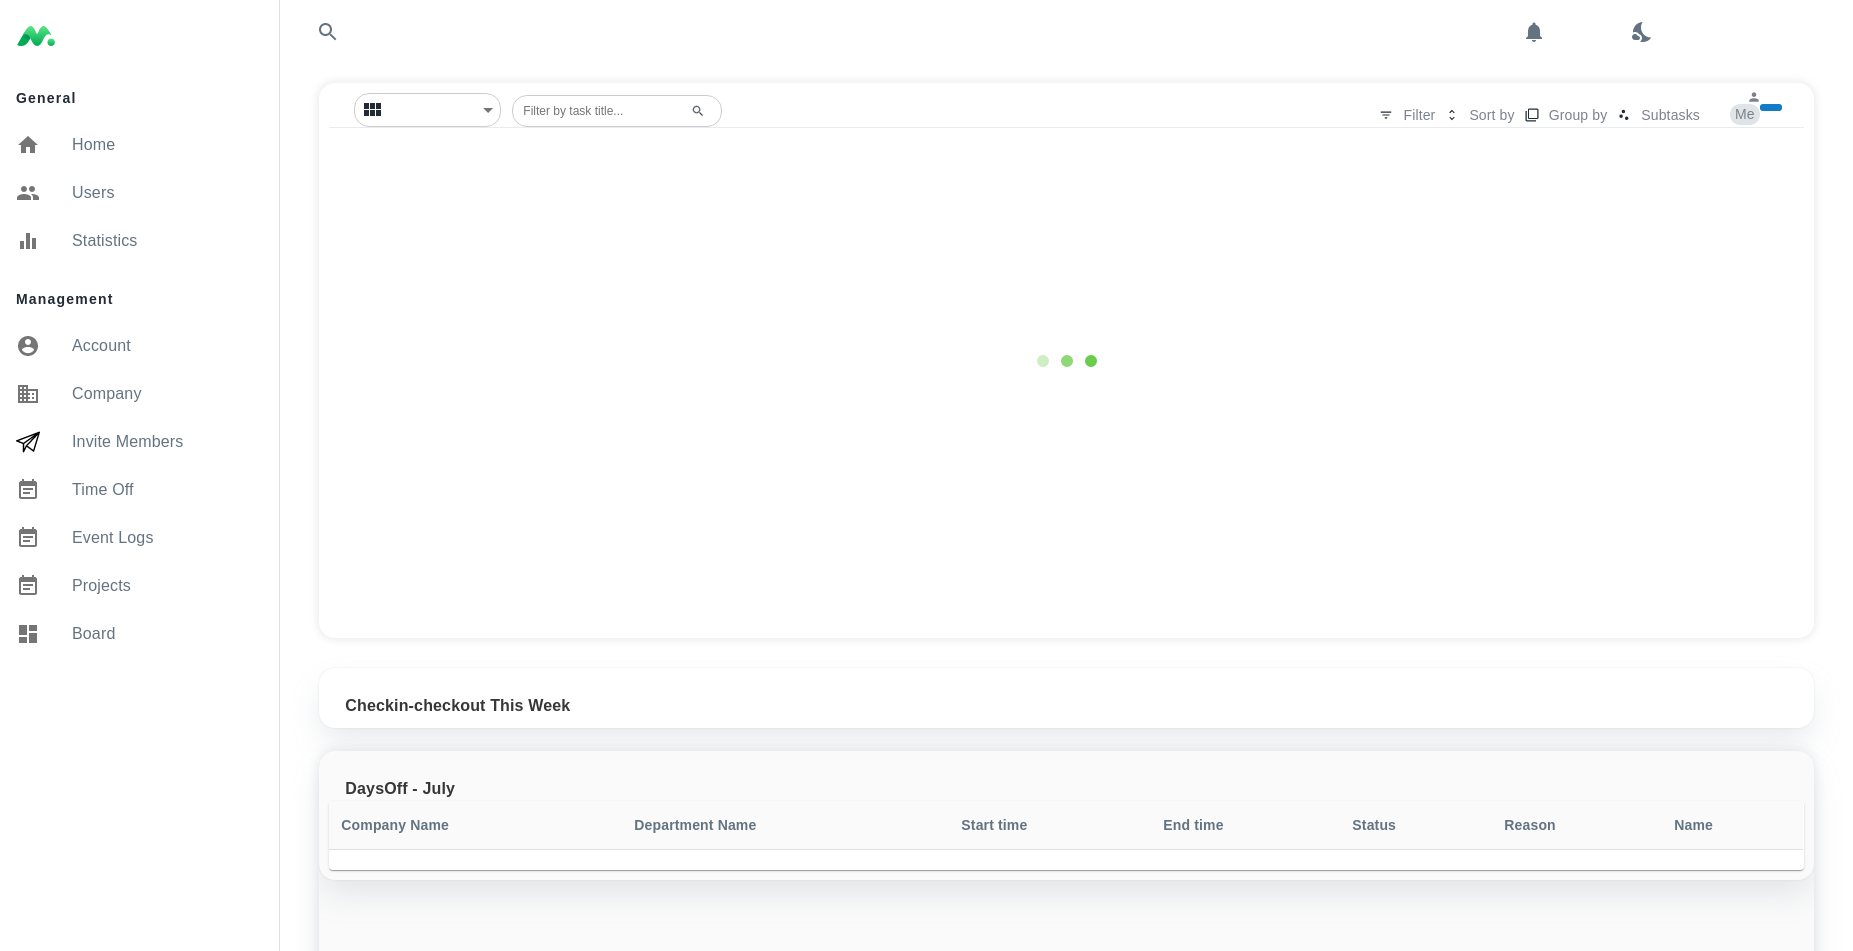 General
Home
Users
Statistics
Management
Account
Company
Invite Members
Time Off
Event Logs
Projects
Board
Filter by task title...
Filter
Sort by
Group by
Subtasks
Me
Checkin-checkout This Week
DaysOff - July
Company Name Department Name Start time End time Status Reason Name